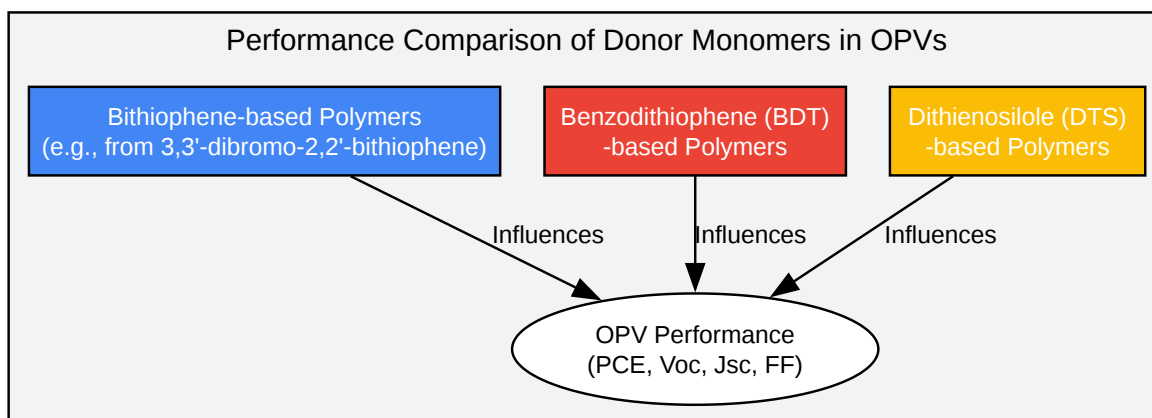 Performance Comparison of Donor Monomers in OPVs
Bithiophene-based Polymers
(e.g., from 3,3'-dibromo-2,2'-bithiophene)
Benzodithiophene (BDT)
-based Polymers
Dithienosilole (DTS)
-based Polymers
Influences
Influences
Influences
OPV Performance
(PCE, Voc, Jsc, FF)